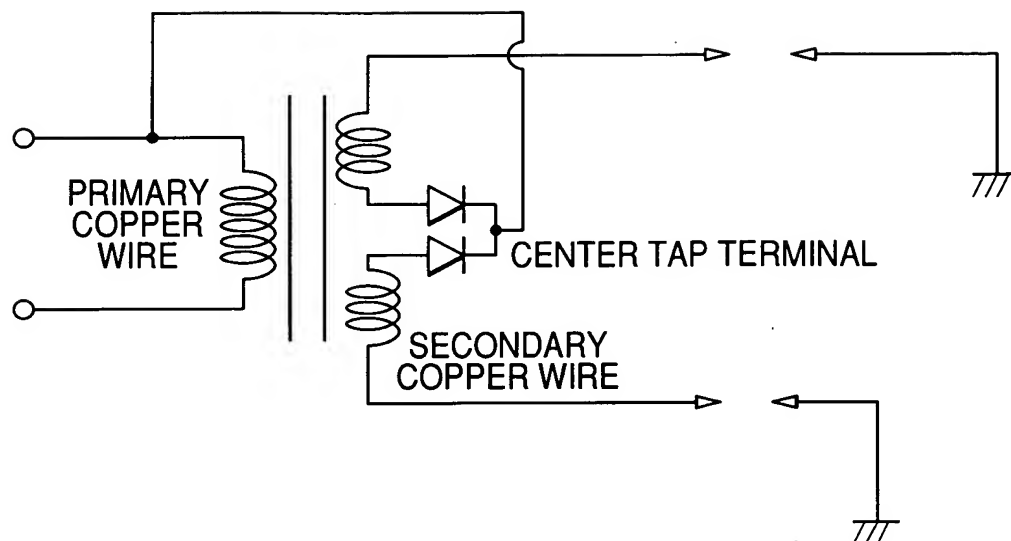 PRIMARY
COPPER
WIRE
CENTER TAP TERMINAL
SECONDARY
COPPER WIRE